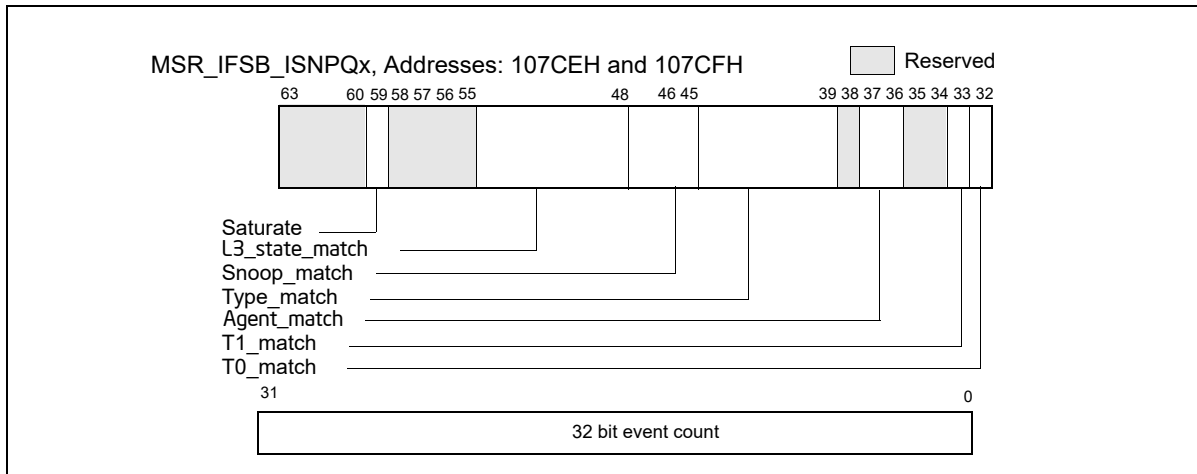 MSR_IFSB_ISNPQx, Addresses: 107CEH and 107CFH
Reserved
63 60 59 58 57 56 55 48 46 45 39 38 37 36 35 34 33 32
Saturate
L3_state_match
Snoop_match
Type_match
Agent_match
T1_match
T0_match
31 0
32 bit event count